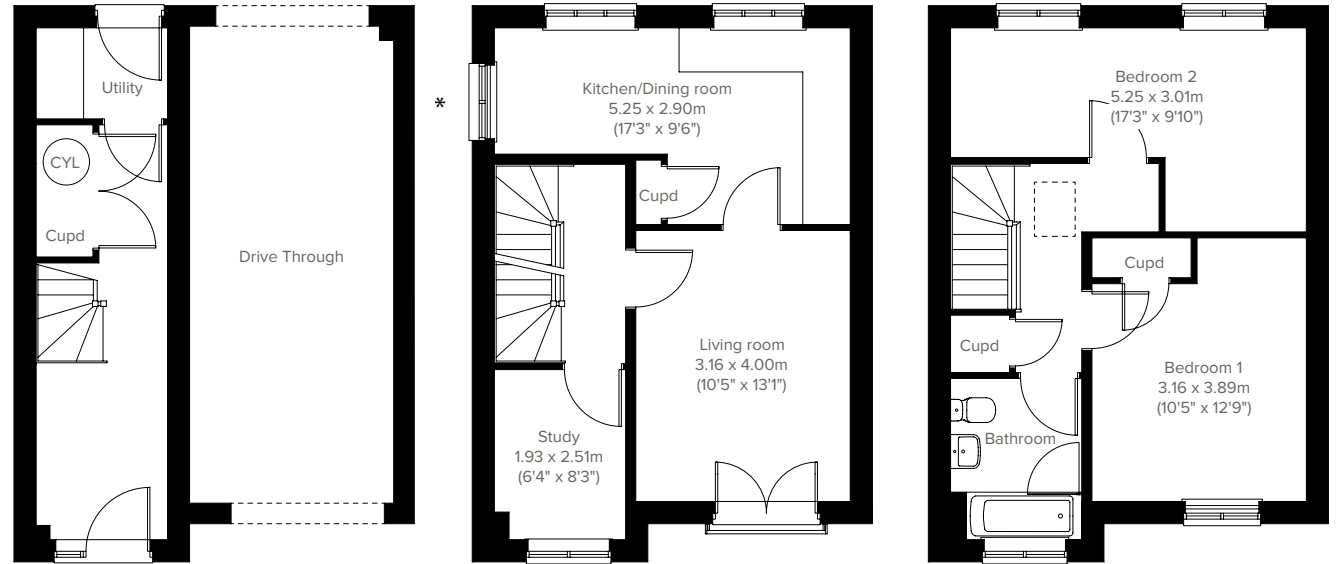 Utility
CYL
Cupd
Drive Through
*
Kitchen/Dining room
5.25 x 2.90m
(17'3" x 9'6")
Cupd
Living room
3.16 x 4.00m
(10'5" x 13'1")
Study
1.93 x 2.51m
(6'4" x 8'3")
Bedroom 2
5.25 x 3.01m
(17'3" x 9'10")
Cupd
Cupd
Bedroom 1
3.16 x 3.89m
(10'5" x 12'9")
Bathroom